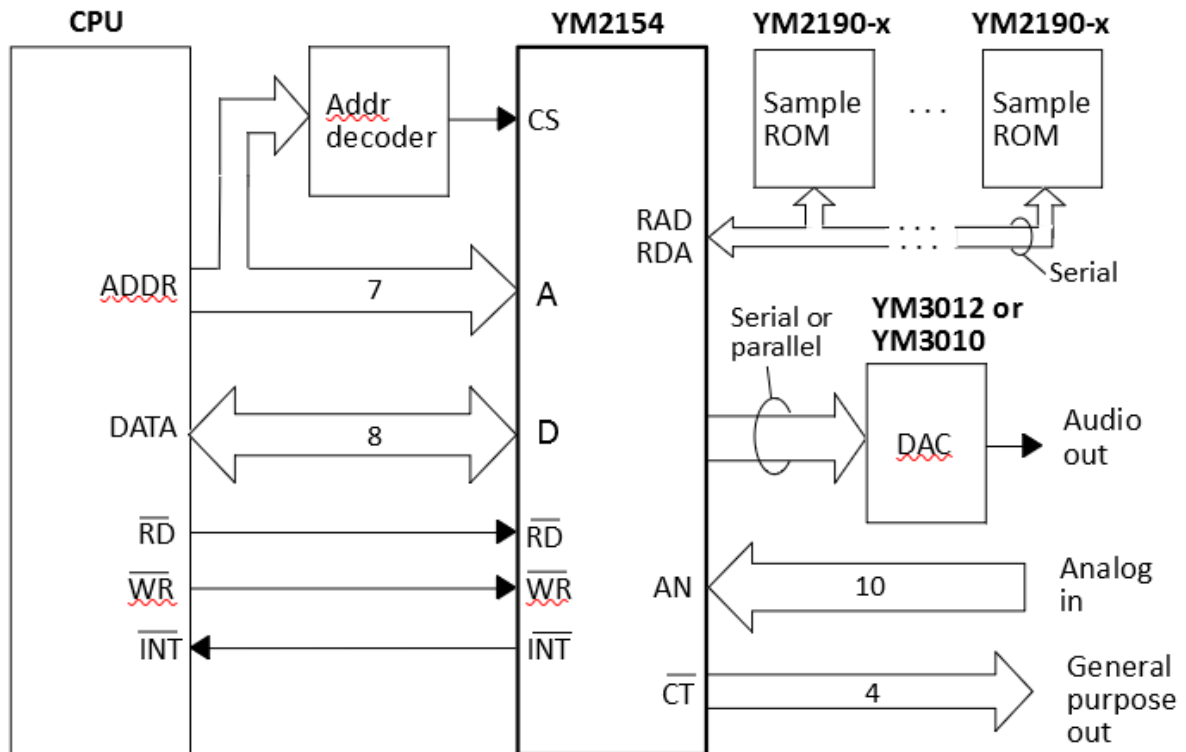 CPU
YM2154
YM2190-x
YM2190-x
Addr
decoder
CS
Sample
ROM
. . .
Sample
ROM
RAD
RDA
. . .
. . .
Serial
ADDR
7
A
Serial or
parallel
YM3012 or
YM3010
DATA
8
D
DAC
Audio
out
RD
RD
WR
WR
AN
10
Analog
in
INT
INT
CT
4
General
purpose
out